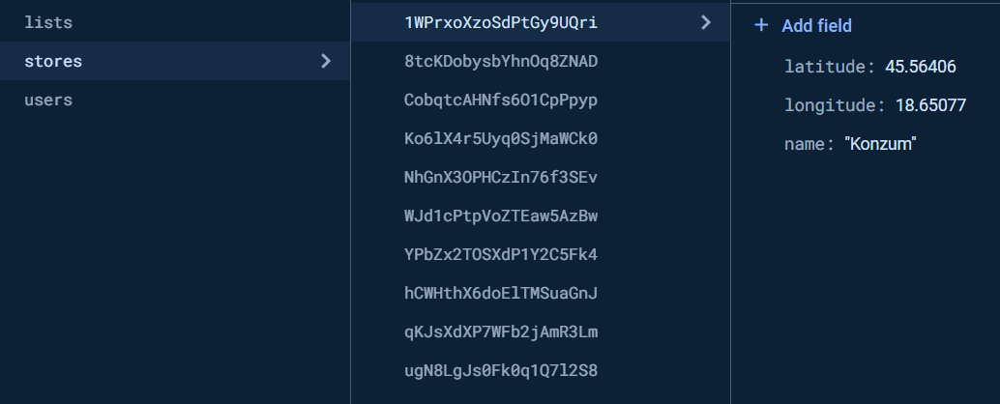 lists
stores
users
1WPrxoXzoSdPtGy9UQri
8tcKDobysbYhnOq8ZNAD
CobqtcAHNfs6O1CpPpyp
Ko6lX4r5Uyq0SjMaWCk0
NhGnX3OPHCzIn76f3SEv
WJd1cPtpVoZTEaw5AzBw
YPbZx2TOSXdP1Y2C5Fk4
hCWHthX6doElTMSuaGnJ
qKJsXdXP7WFb2jAmR3Lm
ugN8LgJs0Fk0q1Q7l2S8
+ Add field
latitude: 45.56406
longitude: 18.65077
name: "Konzum"